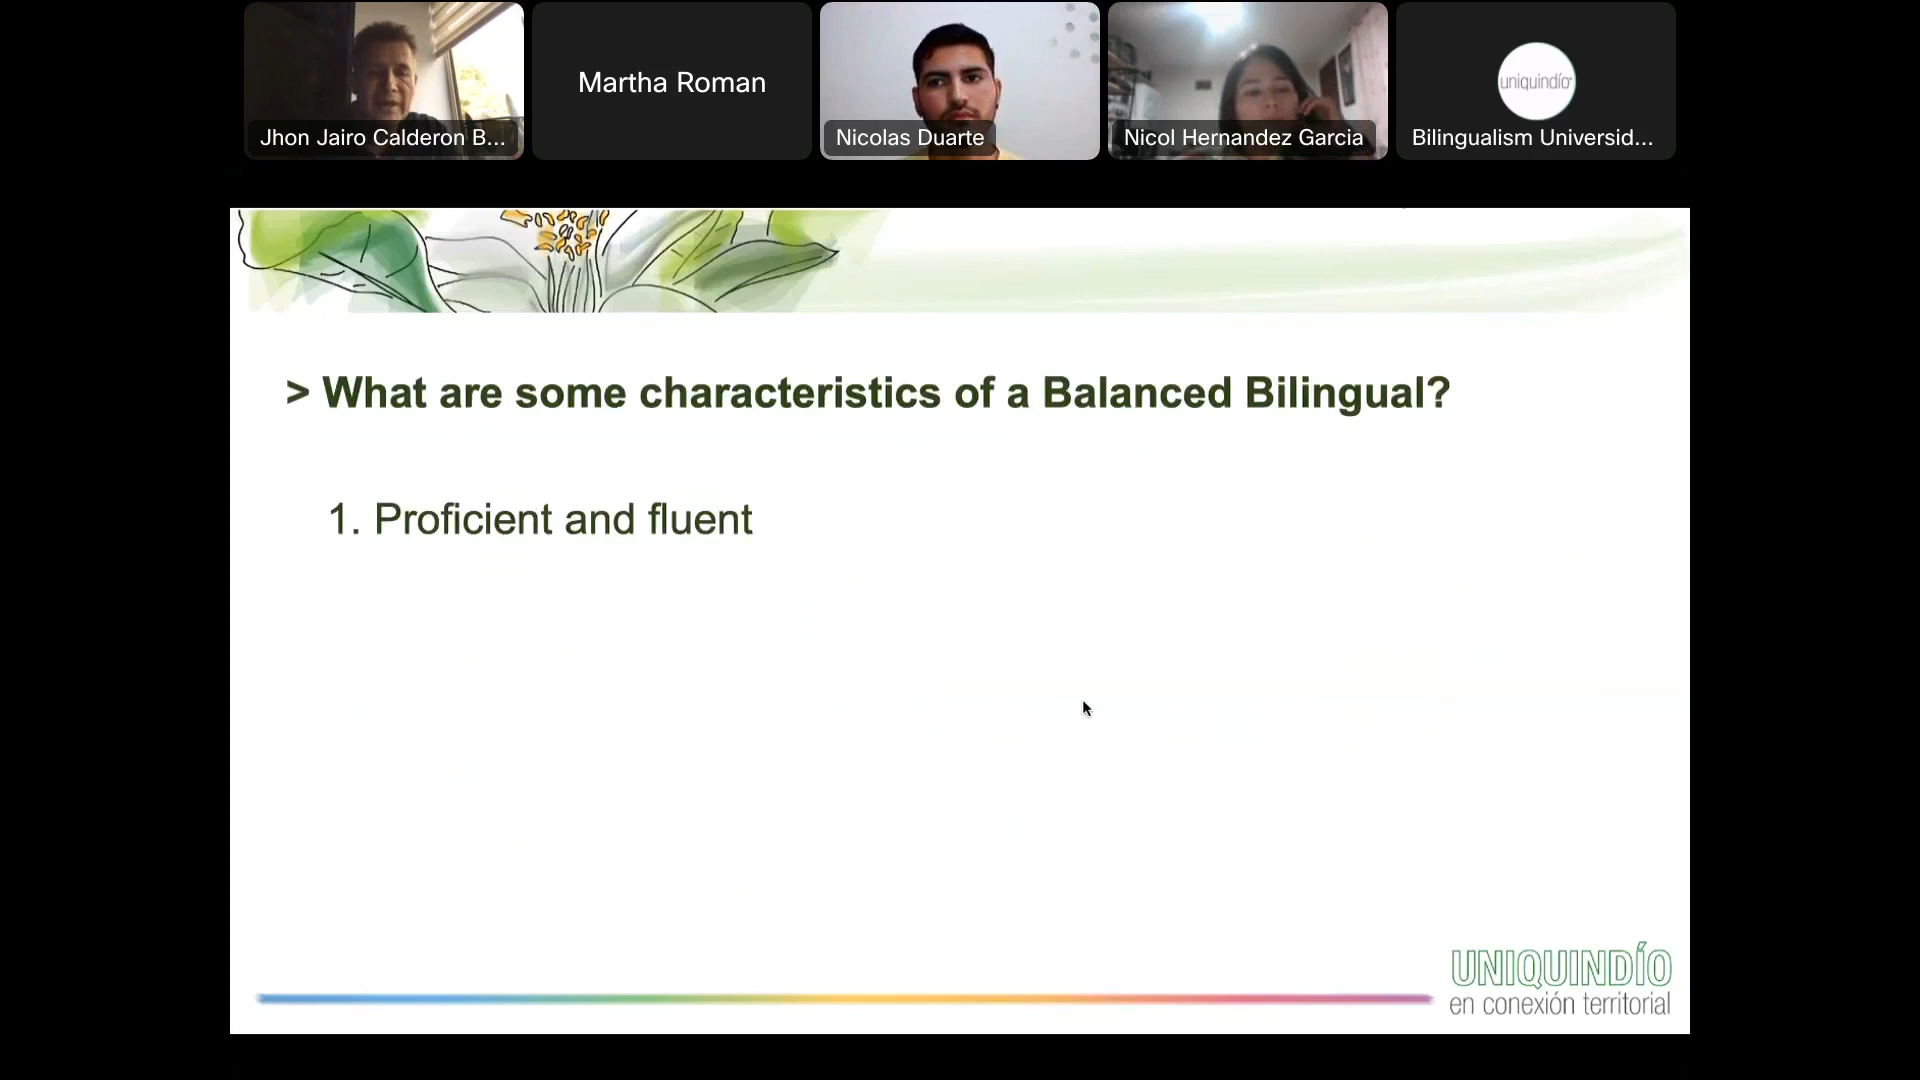 Jhon Jairo Calderon B...
Martha Roman
Nicolas Duarte
Nicol Hernandez Garcia
uniquindío
Bilingualism Universid...
> What are some characteristics of a Balanced Bilingual?
1. Proficient and fluent
UNIQUINDÍO
en conexión territorial